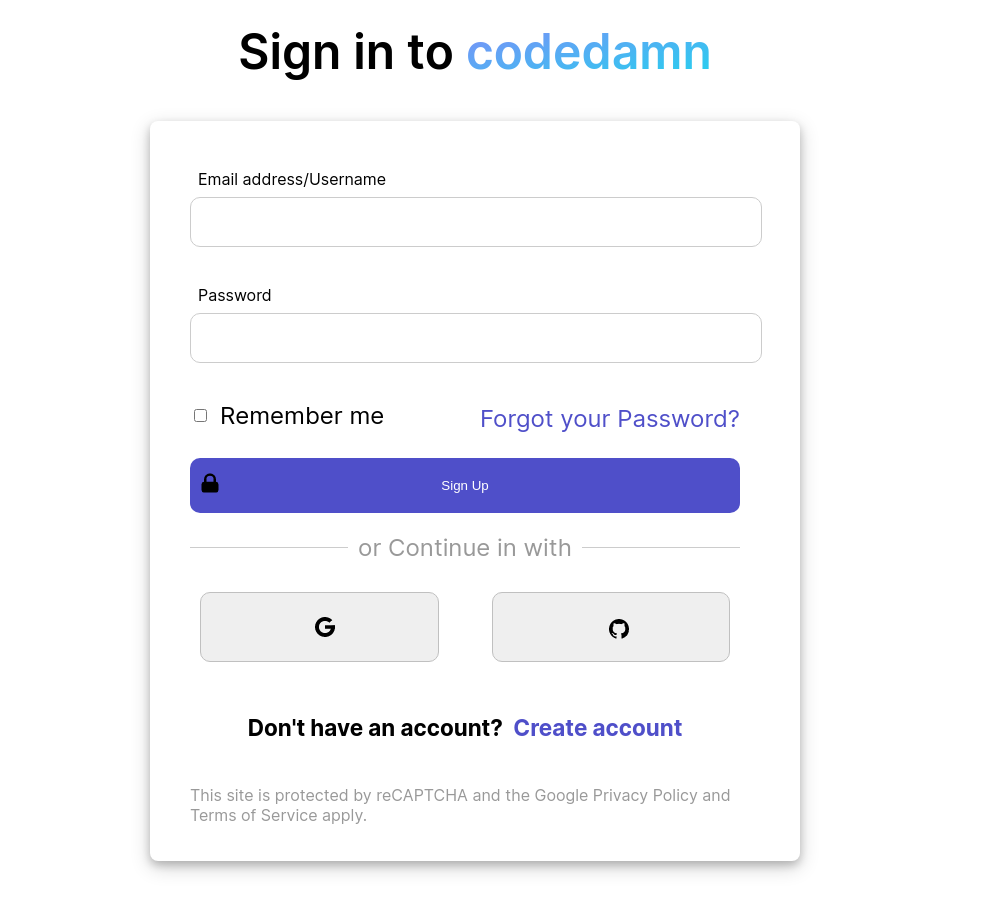 Sign in to codedamn
Email address/Username
Password
Remember me
Forgot your Password?
Sign Up
or Continue in with
Don't have an account? Create account
This site is protected by reCAPTCHA and the Google Privacy Policy and
Terms of Service apply.